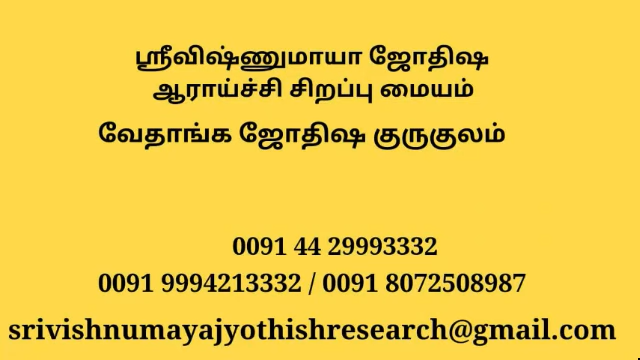 ஸ்ரீவிஷ்ணுமாயா ஜோதிஷ
ஆராய்ச்சி சிறப்பு மையம்
வேதாங்க ஜோதிஷ குருகுலம்
0091 44 29993332
0091 9994213332 / 0091 8072508987
srivishnumayajyothishresearch@gmail.com